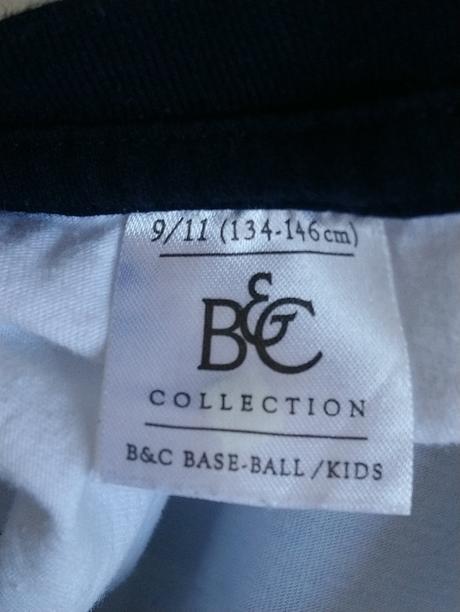 9/11 (134-146cm)
B&C
COLLECTION
B&C BASE-BALL/KIDS